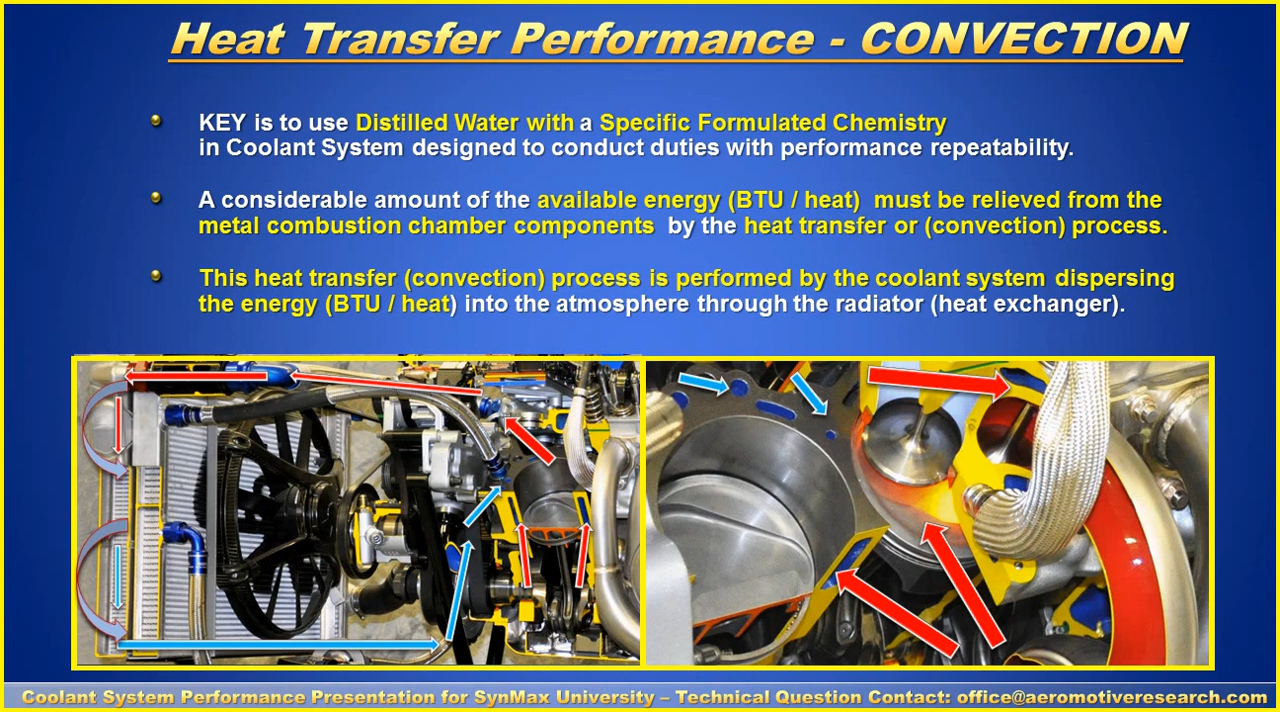 Heat Transfer Performance - CONVECTION
KEY is to use Distilled Water with a Specific Formulated Chemistry
in Coolant System designed to conduct duties with performance repeatability.
A considerable amount of the available energy (BTU / heat) must be relieved from the
metal combustion chamber components by the heat transfer or (convection) process.
This heat transfer (convection) process is performed by the coolant system dispersing
the energy (BTU / heat) into the atmosphere through the radiator (heat exchanger).
Coolant System Performance Presentation for SynMax University – Technical Question Contact: office@aeromotiveresearch.com